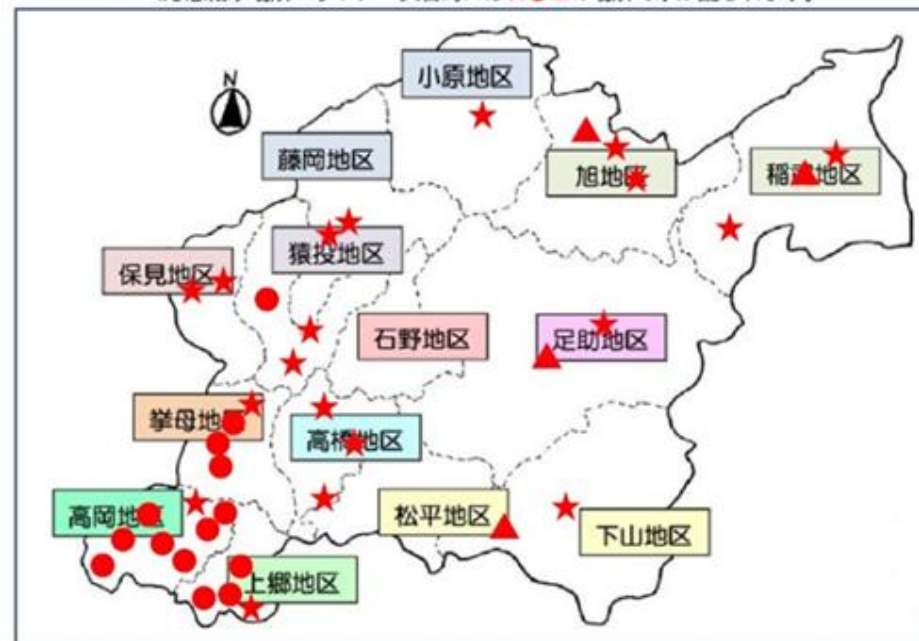 小原地区
N
藤岡地区
旭地区
稲武地区
猿投地区
保見地区
石野地区
足助地区
挙母地区
高橋地区
高岡地区
松平地区
下山地区
上郷地区